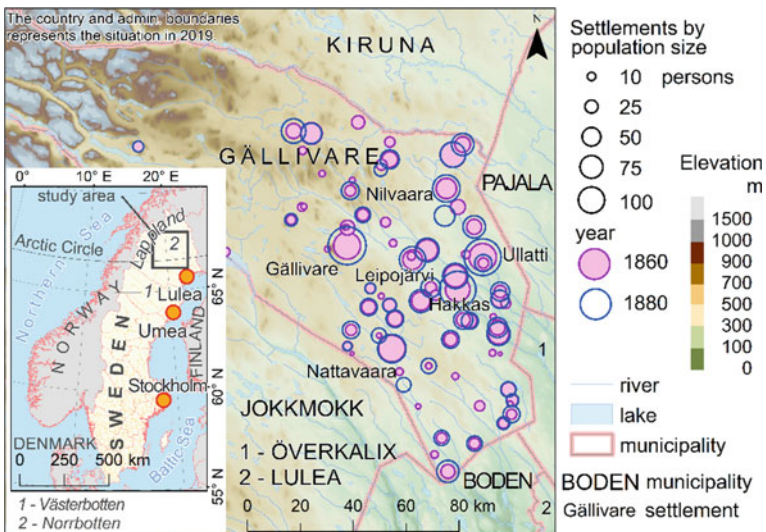 The country and admin. boundaries
represents the situation in 2019.
N
KIRUNA
GÄLLIVARE
Nilvaara
PAJALA
Gällivare
Leipojärvi
Ullatti
Hakkas
Nattavaara
JOKKMOKK
1 - ÖVERKALIX
2 - LULEA
BODEN
1
2
0 20 40 60 80 km
0° E 10° E 20° E
study area
Arctic Circle
Northern Sea
Lappland
2
1
NORWAY
SWEDEN
FINLAND
Lulea
Umea
Stockholm
DENMARK
Baltic Sea
65° N
60° N
55° N
0 250 500 km
1 - Västerbotten
2 - Norrbotten
Settlements by
population size
10 persons
25
50
75
100
year
1860
1880
Elevation
m
1500
1000
900
700
500
300
100
0
river
lake
municipality
BODEN municipality
Gällivare settlement